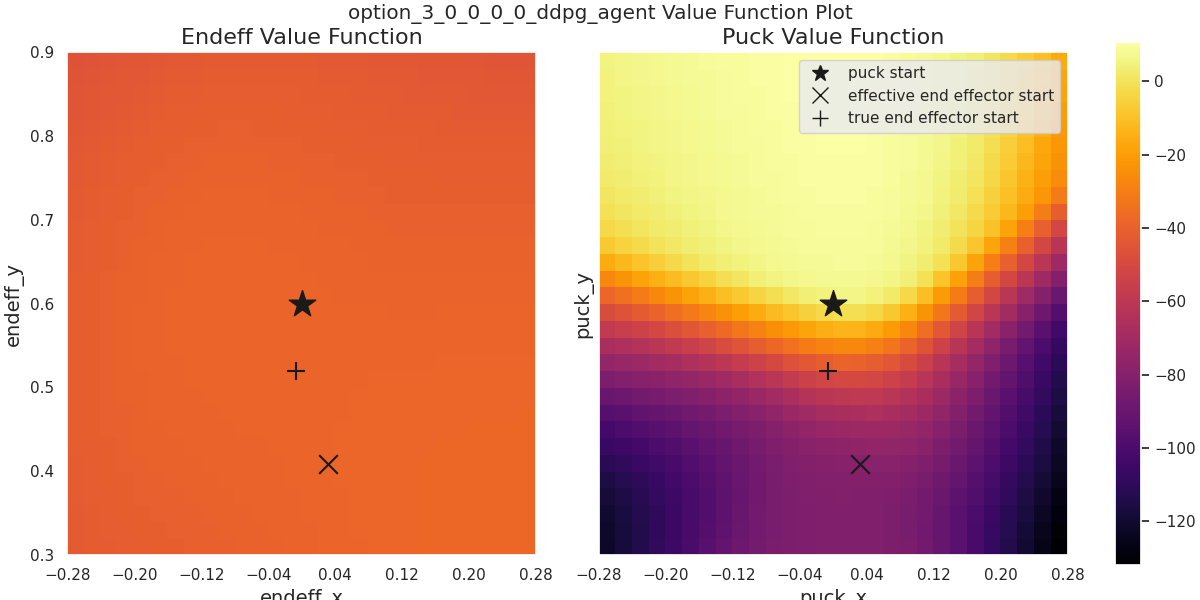 option_3_0_0_0_0_ddpg_agent Value Function Plot
Endeff Value Function
Puck Value Function
puck start
effective end effector start
true end effector start
endeff_y
0.9
0.8
0.7
0.6
0.5
0.4
0.3
−0.28 −0.20 −0.12 −0.04 0.04 0.12 0.20 0.28
endeff_x
puck_y
−0.28 −0.20 −0.12 −0.04 0.04 0.12 0.20 0.28
puck_x
0
−20
−40
−60
−80
−100
−120